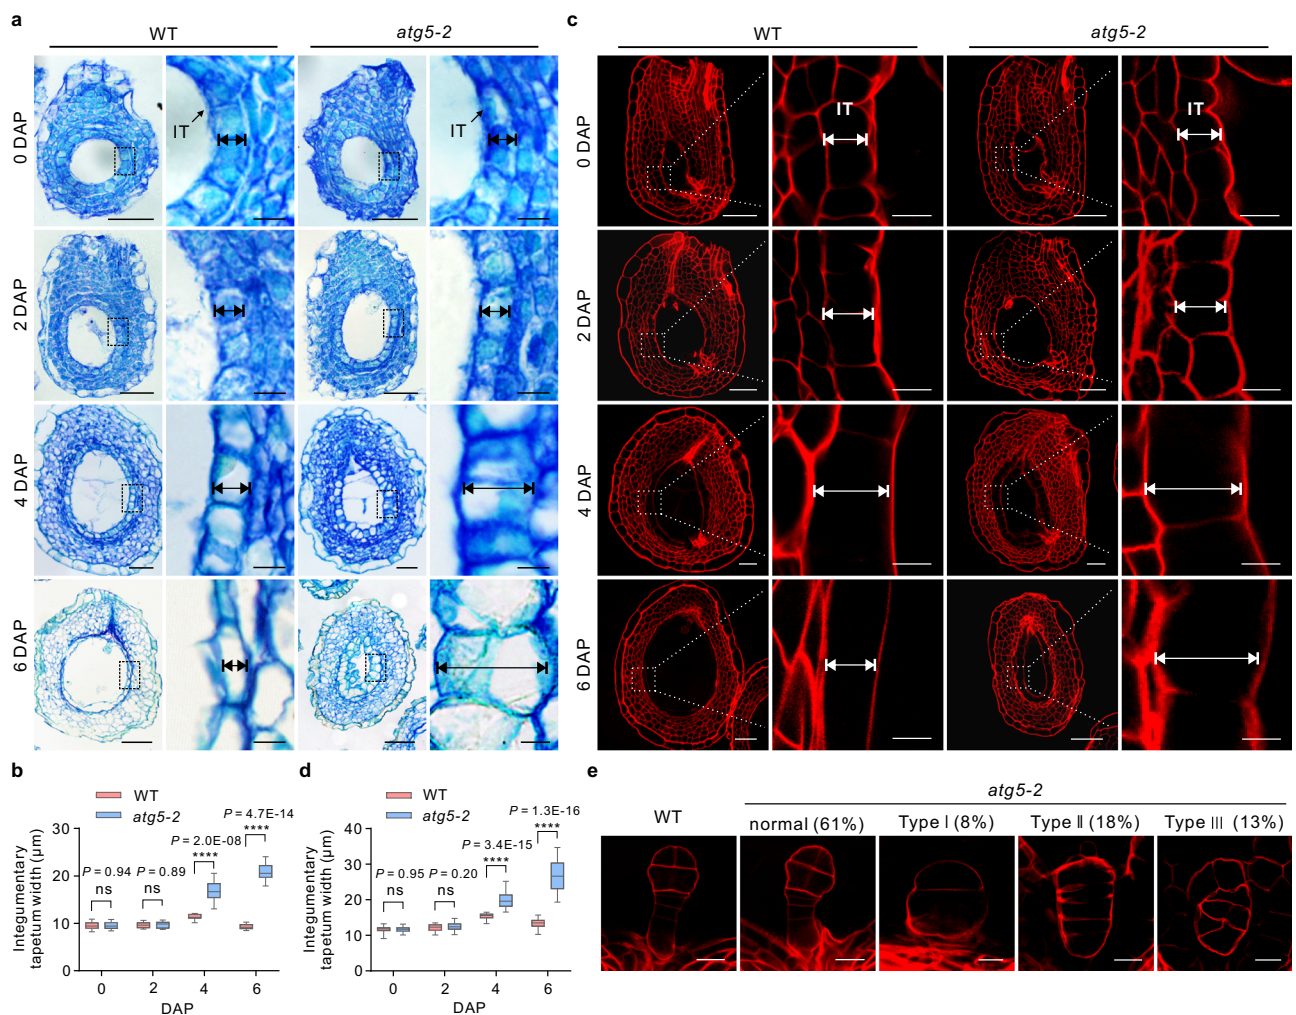 a
WT
atg5-2
0 DAP
IT
IT
2 DAP
4 DAP
6 DAP
c
WT
atg5-2
0 DAP
IT
IT
2 DAP
4 DAP
6 DAP
b
WT
atg5-2
P = 4.7E-14
****
P = 2.0E-08
****
P = 0.94
P = 0.89
ns
ns
Integumentary
tapetum width (µm)
30
20
10
0
0 2 4 6
DAP
d
WT
atg5-2
P = 1.3E-16
****
P = 3.4E-15
****
P = 0.95
P = 0.20
ns
ns
Integumentary
tapetum width (µm)
40
30
20
10
0
0 2 4 6
DAP
e
atg5-2
WT
normal (61%)
Type Ⅰ (8%)
Type Ⅱ (18%)
Type Ⅲ (13%)